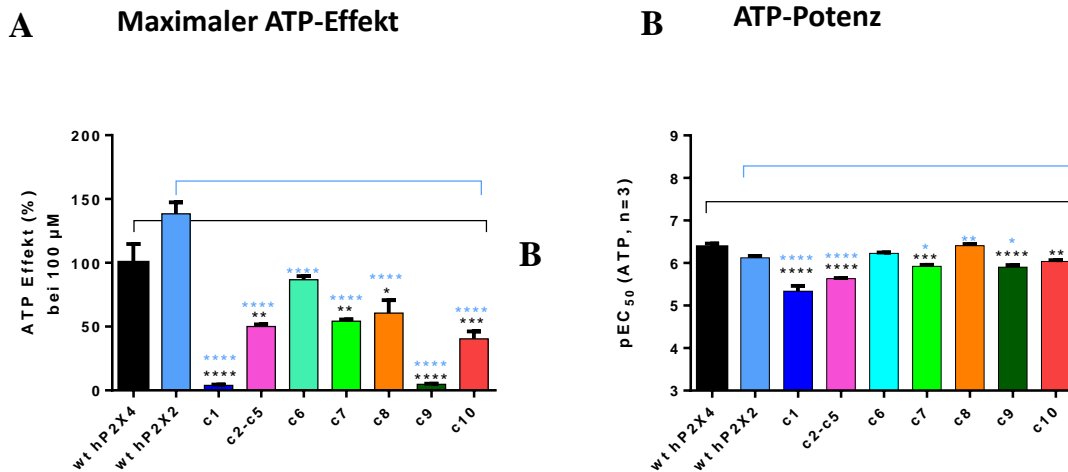 A Maximaler ATP-Effekt
B ATP-Potenz
ATP Effekt (%)
bei 100 µM
200
150
100
50
0
**** **** **** **** **** **** ****
**** ** ** * **** ***
wt hP2X4 wt hP2X2 c1 c2-c5 c6 c7 c8 c9 c10
B
pEC50 (ATP, n=3)
9
8
7
6
5
4
3
**** **** * ** *
**** **** *** **** **
wt hP2X4 wt hP2X2 c1 c2-c5 c6 c7 c8 c9 c10